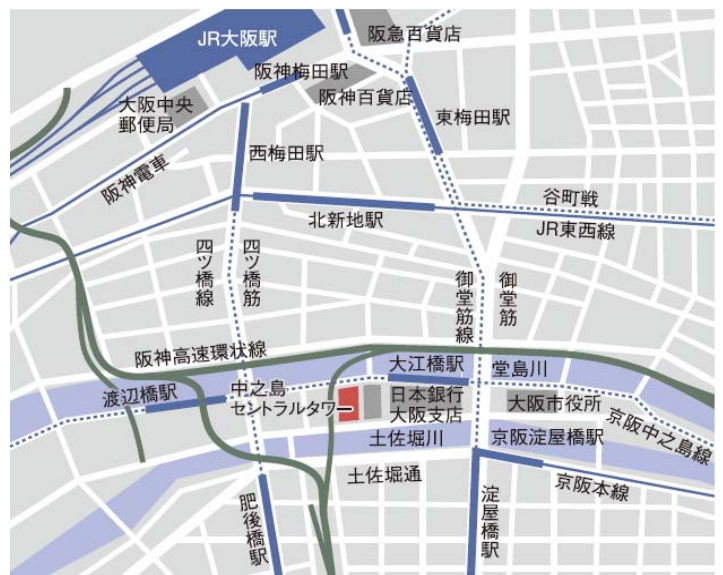 JR大阪駅
阪急百貨店
阪神梅田駅
阪神百貨店
大阪中央
郵便局
東梅田駅
西梅田駅
阪神電車
谷町戦
北新地駅
JR東西線
四ツ橋線
四ツ橋筋
御堂筋線
御堂筋
阪神高速環状線
大江橋駅
堂島川
渡辺橋駅
中之島
セントラルタワー
日本銀行
大阪支店
大阪市役所
京阪中之島線
土佐堀川
京阪淀屋橋駅
土佐堀通
京阪本線
肥後橋駅
淀屋橋駅